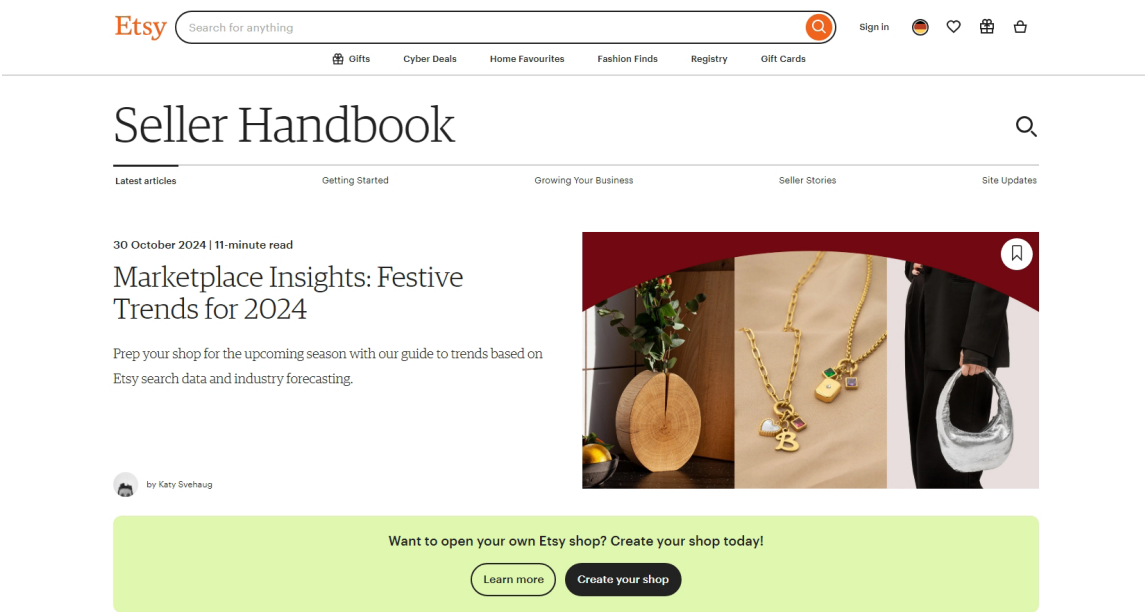 Etsy
Search for anything
Sign in
Gifts
Cyber Deals
Home Favourites
Fashion Finds
Registry
Gift Cards
Seller Handbook
Latest articles
Getting Started
Growing Your Business
Seller Stories
Site Updates
30 October 2024 | 11-minute read
Marketplace Insights: Festive
Trends for 2024
Prep your shop for the upcoming season with our guide to trends based on
Etsy search data and industry forecasting.
B
by Katy Svehaug
Want to open your own Etsy shop? Create your shop today!
Learn more
Create your shop